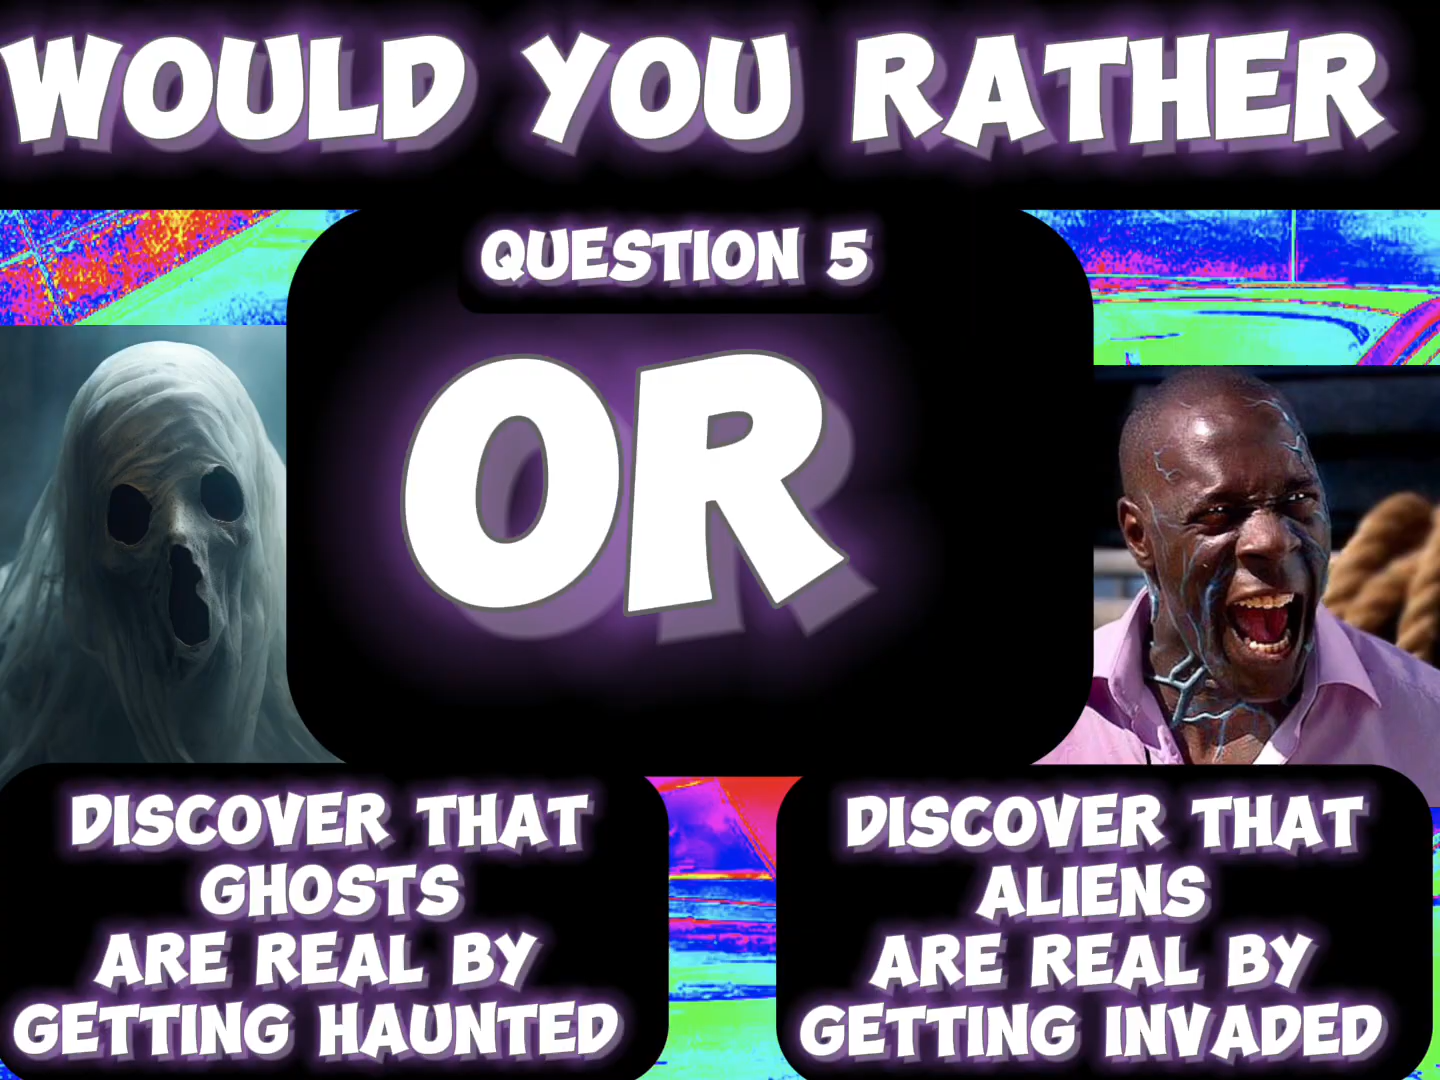 WOULD YOU RATHER
QUESTION 5
OR
DISCOVER THAT
GHOSTS
ARE REAL BY
GETTING HAUNTED
DISCOVER THAT
ALIENS
ARE REAL BY
GETTING INVADED